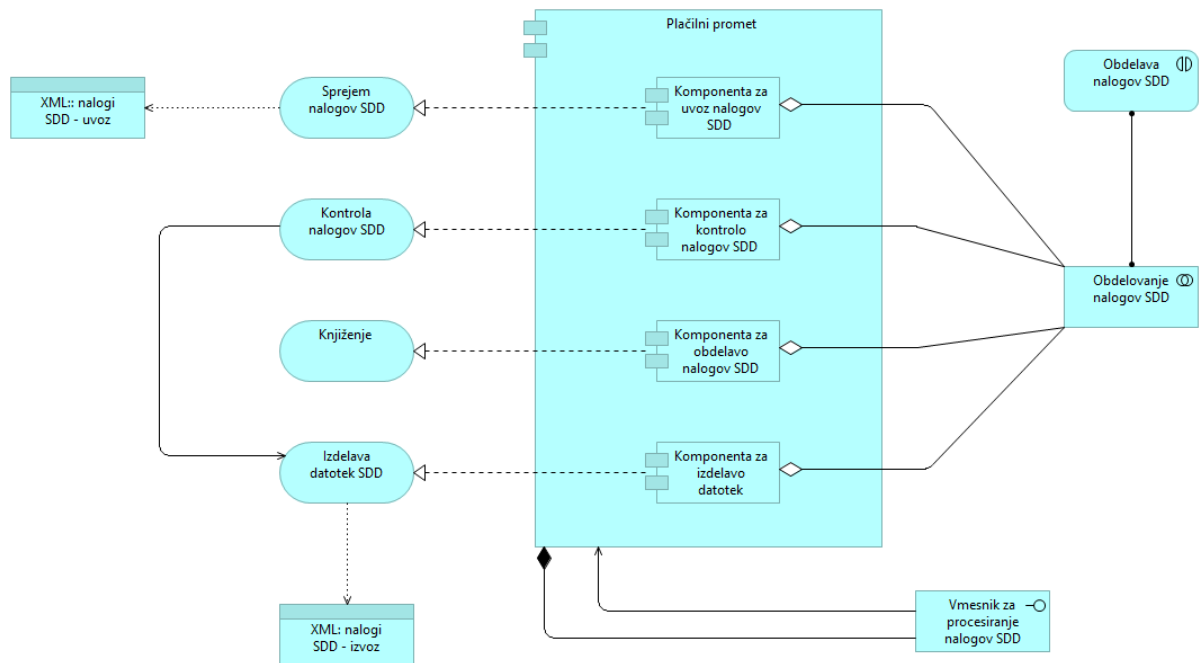 Plačilni promet
XML:: nalogi
SDD - uvoz
Sprejem
nalogov SDD
Komponenta za
uvoz nalogov
SDD
Obdelava
nalogov SDD
Kontrola
nalogov SDD
Komponenta za
kontrolo
nalogov SDD
Obdelovanje
nalogov SDD
Knjiženje
Komponenta za
obdelavo
nalogov SDD
Izdelava
datotek SDD
Komponenta za
izdelavo
datotek
XML: nalogi
SDD - izvoz
Vmesnik za
procesiranje
nalogov SDD